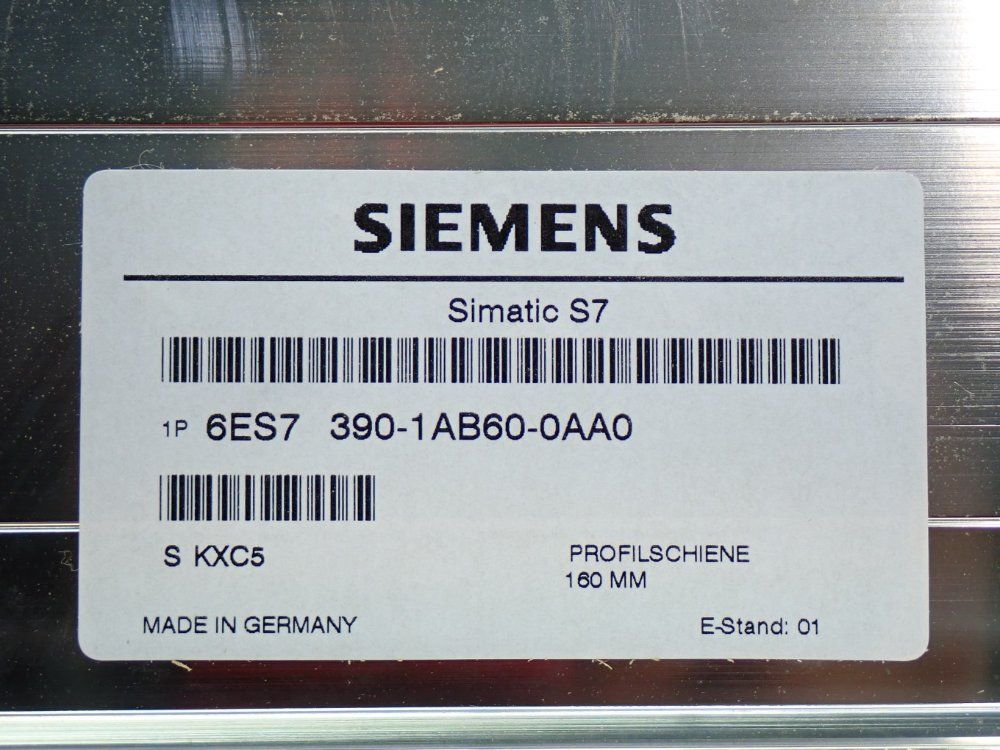 SIEMENS
Simatic S7
1P 6ES7 390-1AB60-0AA0
S KXC5
PROFILSCHIENE
160 MM
MADE IN GERMANY
E-Stand: 01